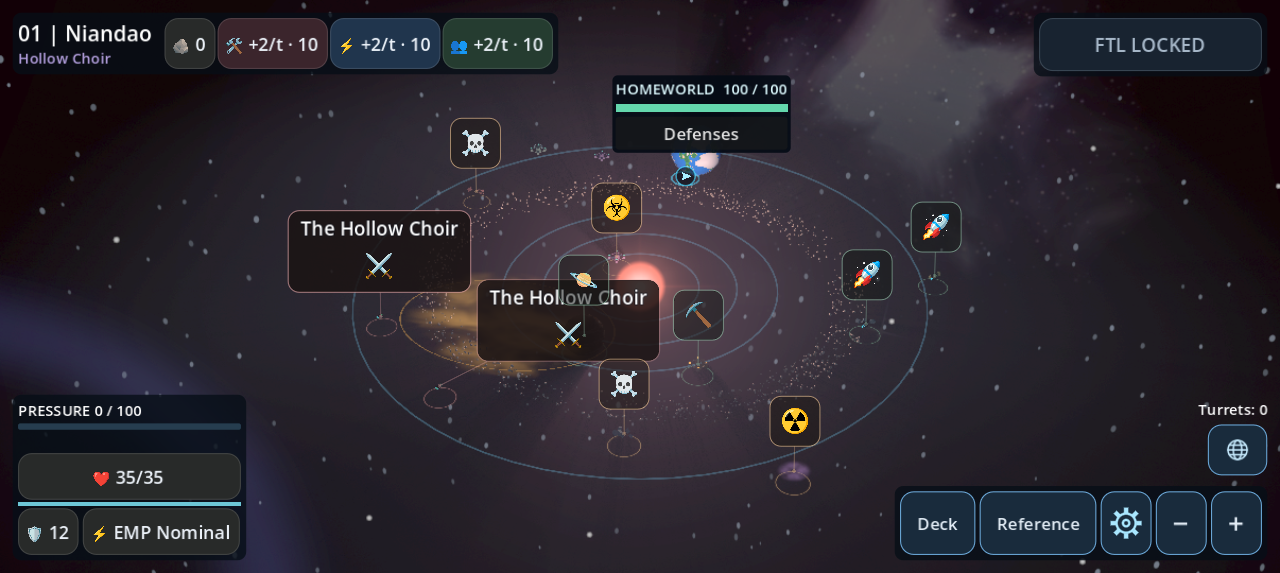 01 | Niandao
Hollow Choir
0
+2/t · 10
+2/t · 10
+2/t · 10
FTL LOCKED
HOMEWORLD 100 / 100
Defenses
The Hollow Choir
The Hollow Choir
PRESSURE 0 / 100
35/35
12
EMP Nominal
Turrets: 0
Deck
Reference
−
+